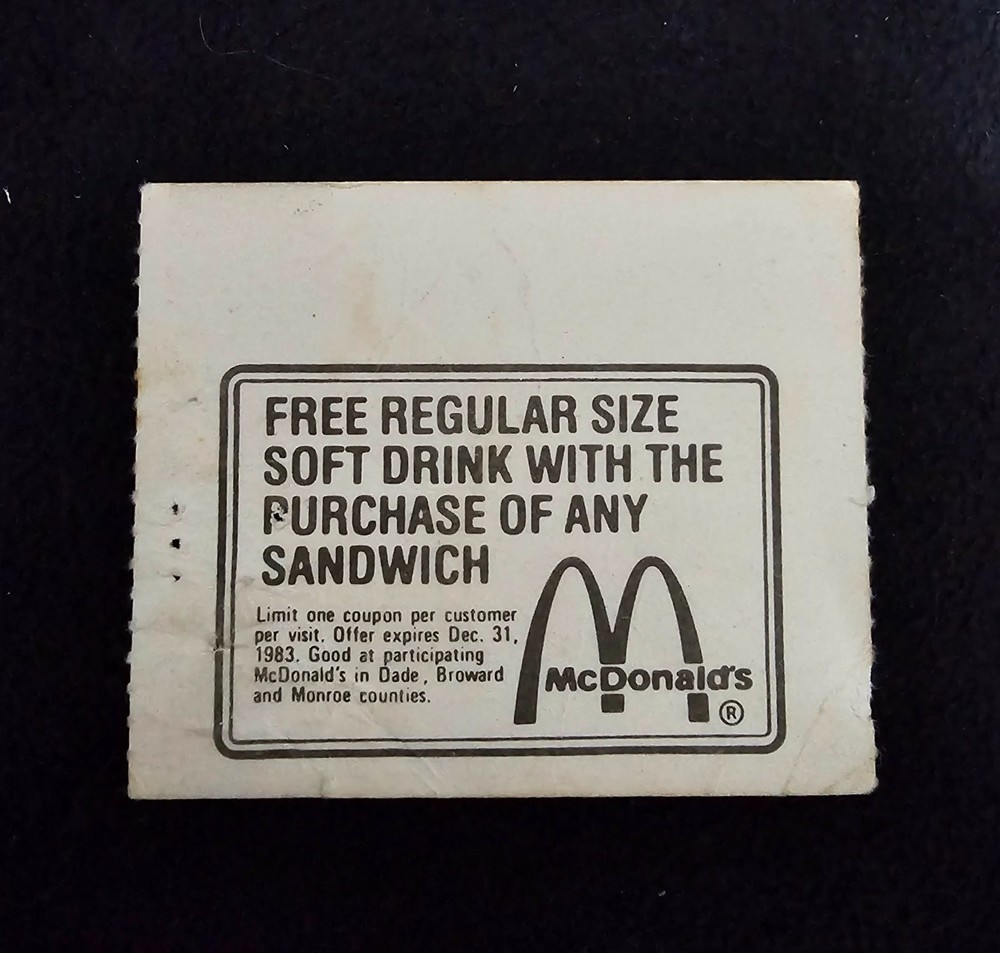 FREE REGULAR SIZE
SOFT DRINK WITH THE
PURCHASE OF ANY
SANDWICH
Limit one coupon per customer
per visit. Offer expires Dec. 31,
1983. Good at participating
McDonald's in Dade, Broward
and Monroe counties.
McDonald's
®